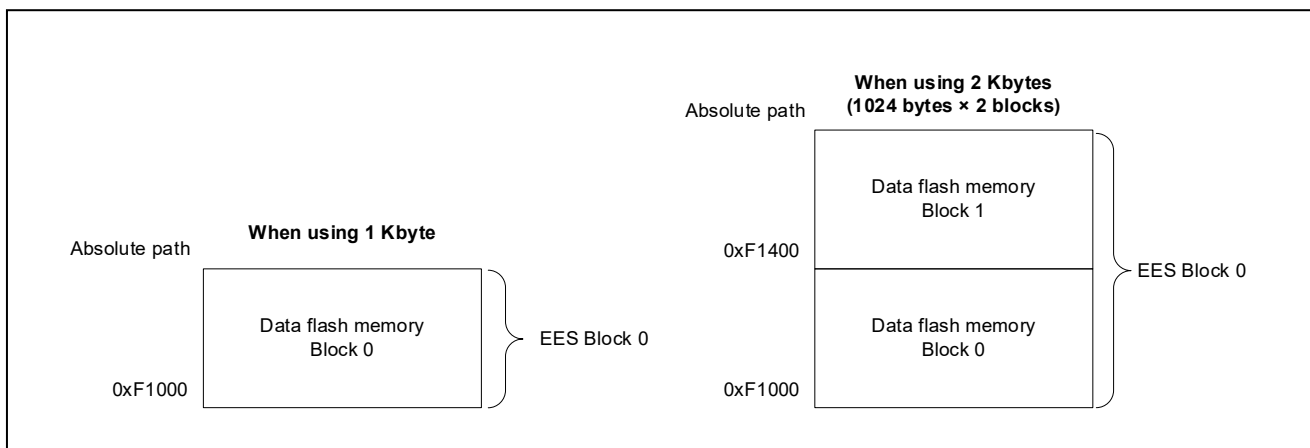 When using 1 Kbyte
Absolute path
Data flash memory
Block 0
EES Block 0
0xF1000
When using 2 Kbytes
(1024 bytes × 2 blocks)
Absolute path
Data flash memory
Block 1
0xF1400
EES Block 0
Data flash memory
Block 0
0xF1000